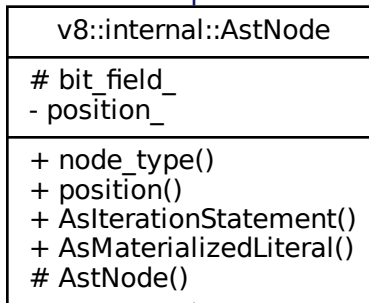 v8::internal::AstNode
# bit_field_
- position_
+ node_type()
+ position()
+ AsIterationStatement()
+ AsMaterializedLiteral()
# AstNode()